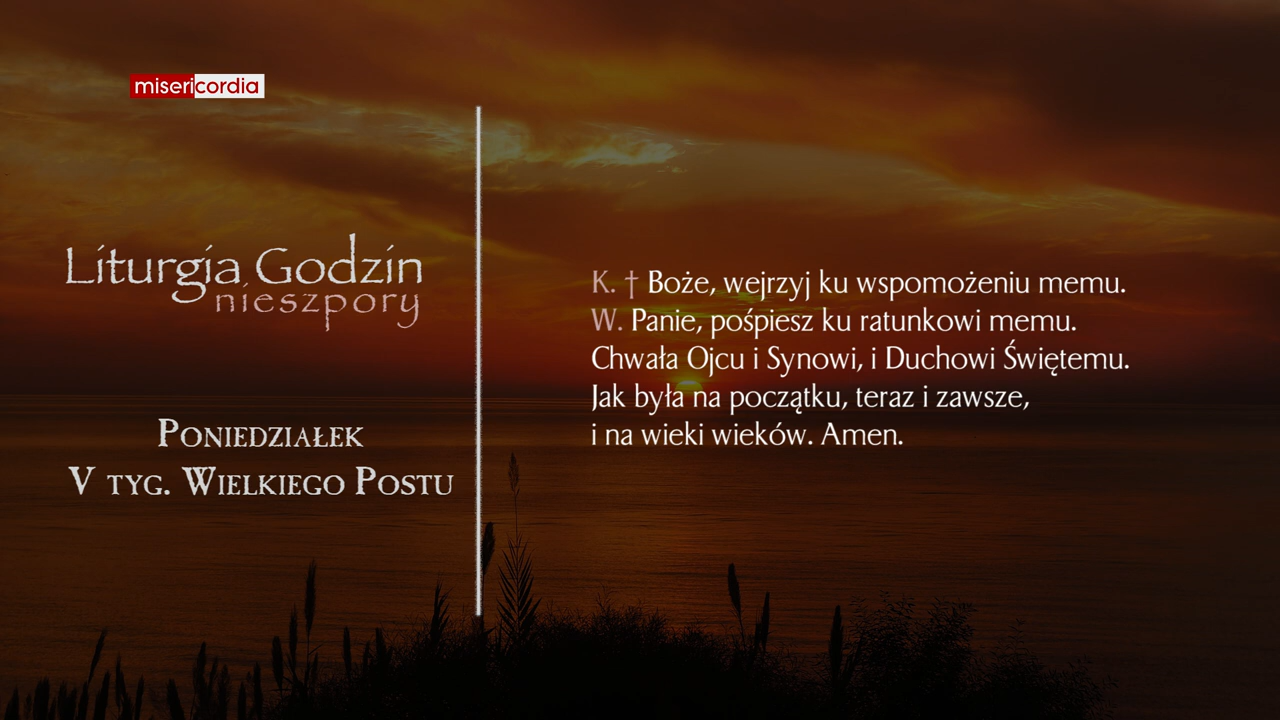 misericordia
Liturgia Godzin
nieszpory
Poniedziałek
V tyg. Wielkiego Postu
K. † Boże, wejrzyj ku wspomożeniu memu.
W. Panie, pośpiesz ku ratunkowi memu.
Chwała Ojcu i Synowi, i Duchowi Świętemu.
Jak była na początku, teraz i zawsze,
i na wieki wieków. Amen.